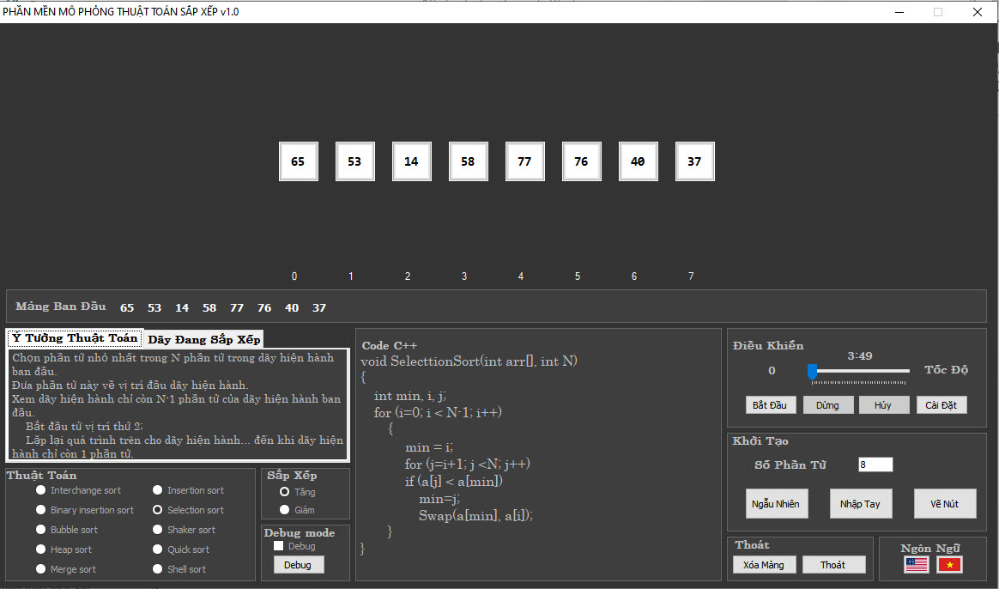 PHẦN MỀN MÔ PHỎNG THUẬT TOÁN SẮP XẾP v1.0
65 53 14 58 77 76 40 37
0 1 2 3 4 5 6 7
Mảng Ban Đầu 65 53 14 58 77 76 40 37
Ý Tưởng Thuật Toán Dãy Đang Sắp Xếp
Chọn phần tử nhỏ nhất trong N phần tử trong dãy hiện hành
ban đầu.
Đưa phần tử này về vị trí đầu dãy hiện hành.
Xem dãy hiện hành chỉ còn N-1 phần tử của dãy hiện hành ban
đầu.
Bắt đầu từ vị trí thứ 2;
Lặp lại quá trình trên cho dãy hiện hành... đến khi dãy hiện
hành chỉ còn 1 phần tử.
Thuật Toán
Interchange sort Insertion sort
Binary insertion sort Selection sort
Bubble sort Shaker sort
Heap sort Quick sort
Merge sort Shell sort
Sắp Xếp
Tăng
Giảm
Debug mode
Debug
Debug
Code C++
void SelecttionSort(int arr[], int N)
{
int min, i, j;
for (i=0; i < N-1; i++)
{
min = i;
for (j=i+1; j <N; j++)
if (a[j] < a[min])
min=j;
Swap(a[min], a[i]);
}
}
Điều Khiển
3:49
0 Tốc Độ
Bắt Đầu Dừng Hủy Cài Đặt
Khởi Tạo
Số Phần Tử 8
Ngẫu Nhiên Nhập Tay Vẽ Nút
Thoát
Xóa Mảng Thoát
Ngôn Ngữ